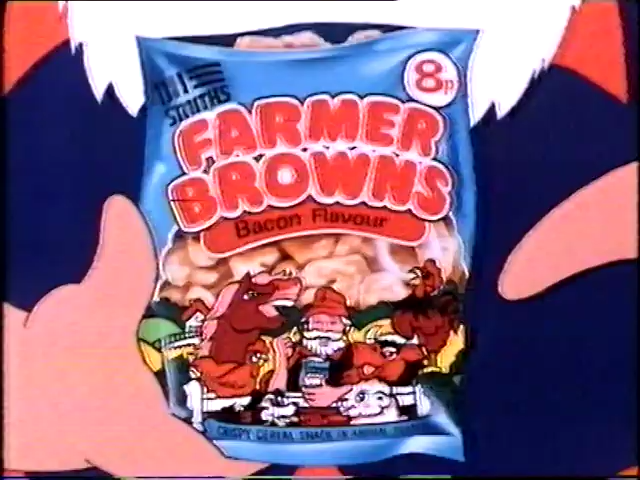 SMITHS
8p
FARMER
BROWNS
Bacon Flavour
CRISPY CEREAL SNACK IN ANIMAL